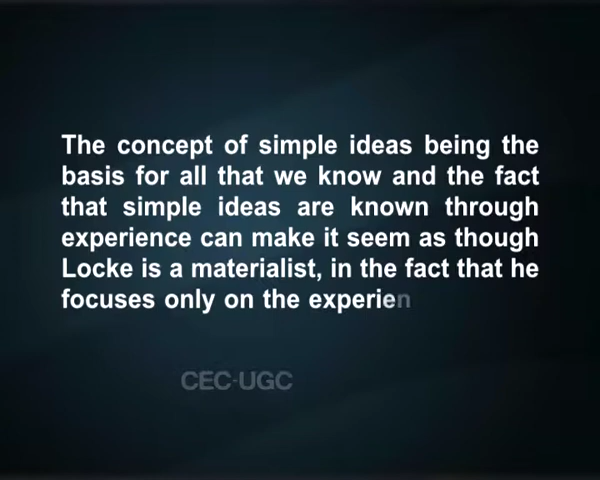 The concept of simple ideas being the
basis for all that we know and the fact
that simple ideas are known through
experience can make it seem as though
Locke is a materialist, in the fact that he
focuses only on the experien
CEC-UGC